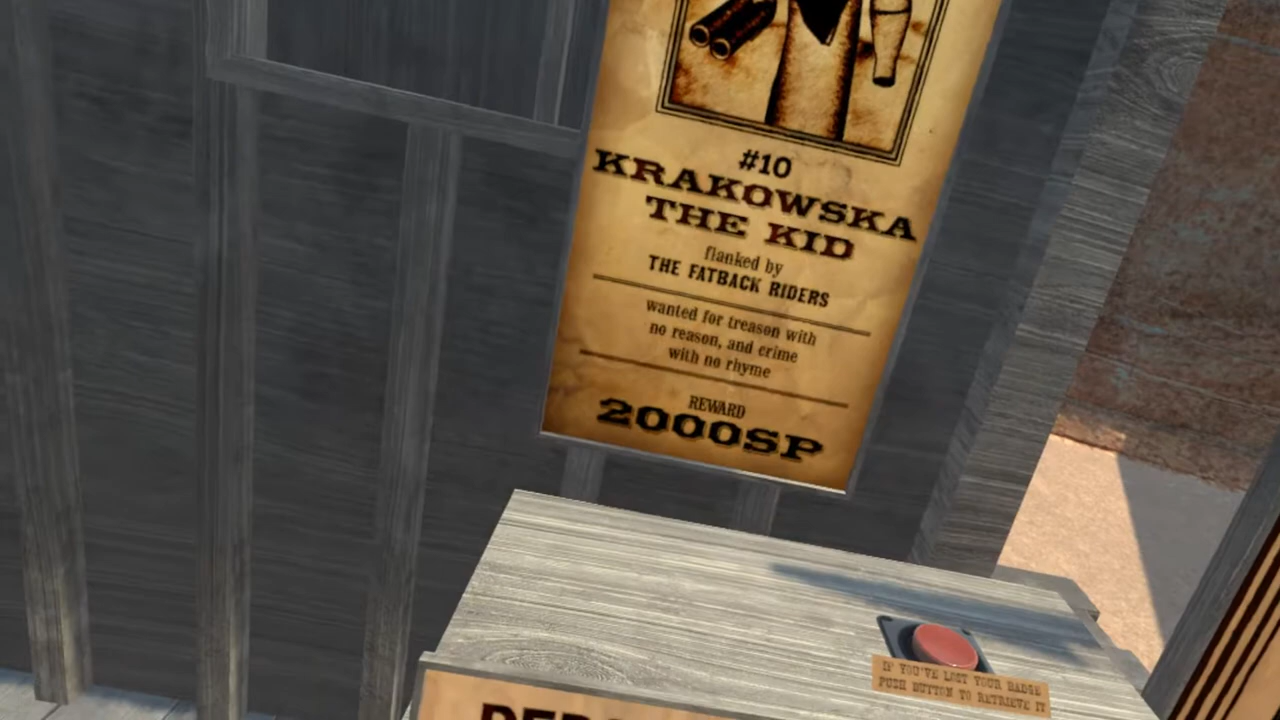 #10
KRAKOWSKA
THE KID
flanked by
THE FATBACK RIDERS
wanted for treason with
no reason, and crime
with no rhyme
REWARD
2000SP
IF YOU'VE LOST YOUR BADGE
PUSH BUTTON TO RETRIEVE IT